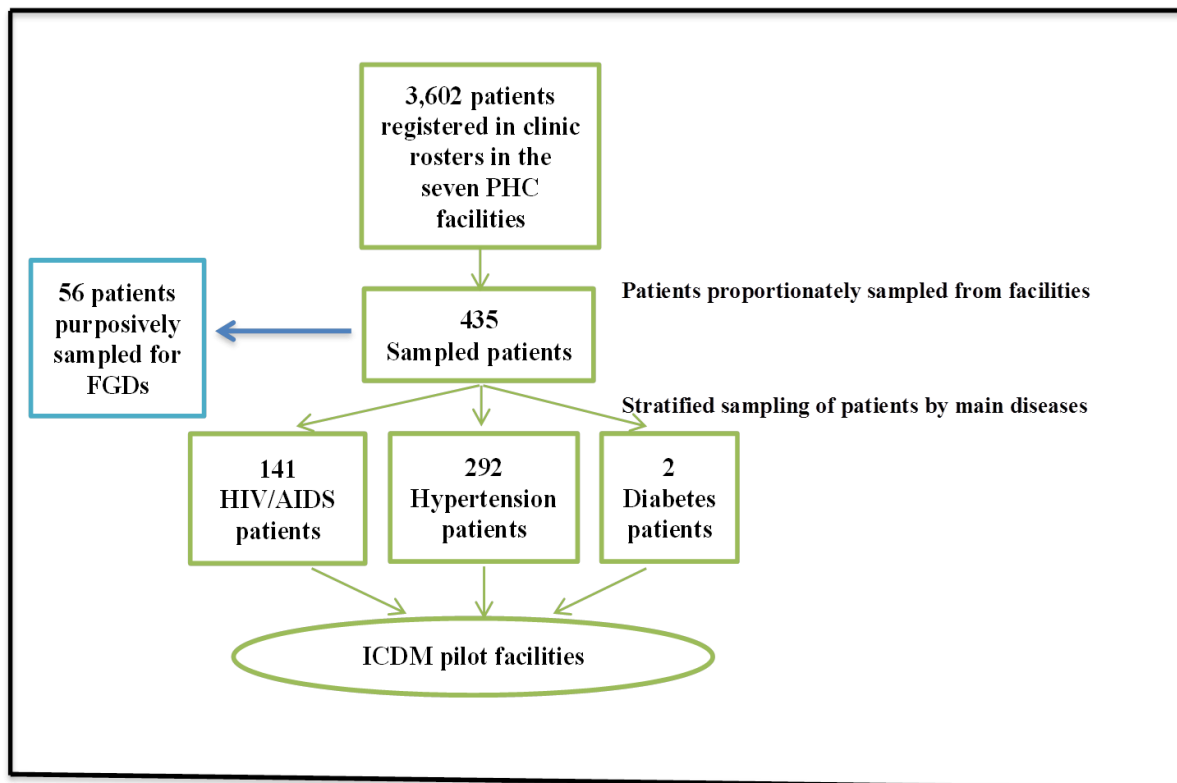 3,602 patients
registered in clinic
rosters in the
seven PHC
facilities
Patients proportionately sampled from facilities
56 patients
purposively
sampled for
FGDs
435
Sampled patients
Stratified sampling of patients by main diseases
141
HIV/AIDS
patients
292
Hypertension
patients
2
Diabetes
patients
ICDM pilot facilities